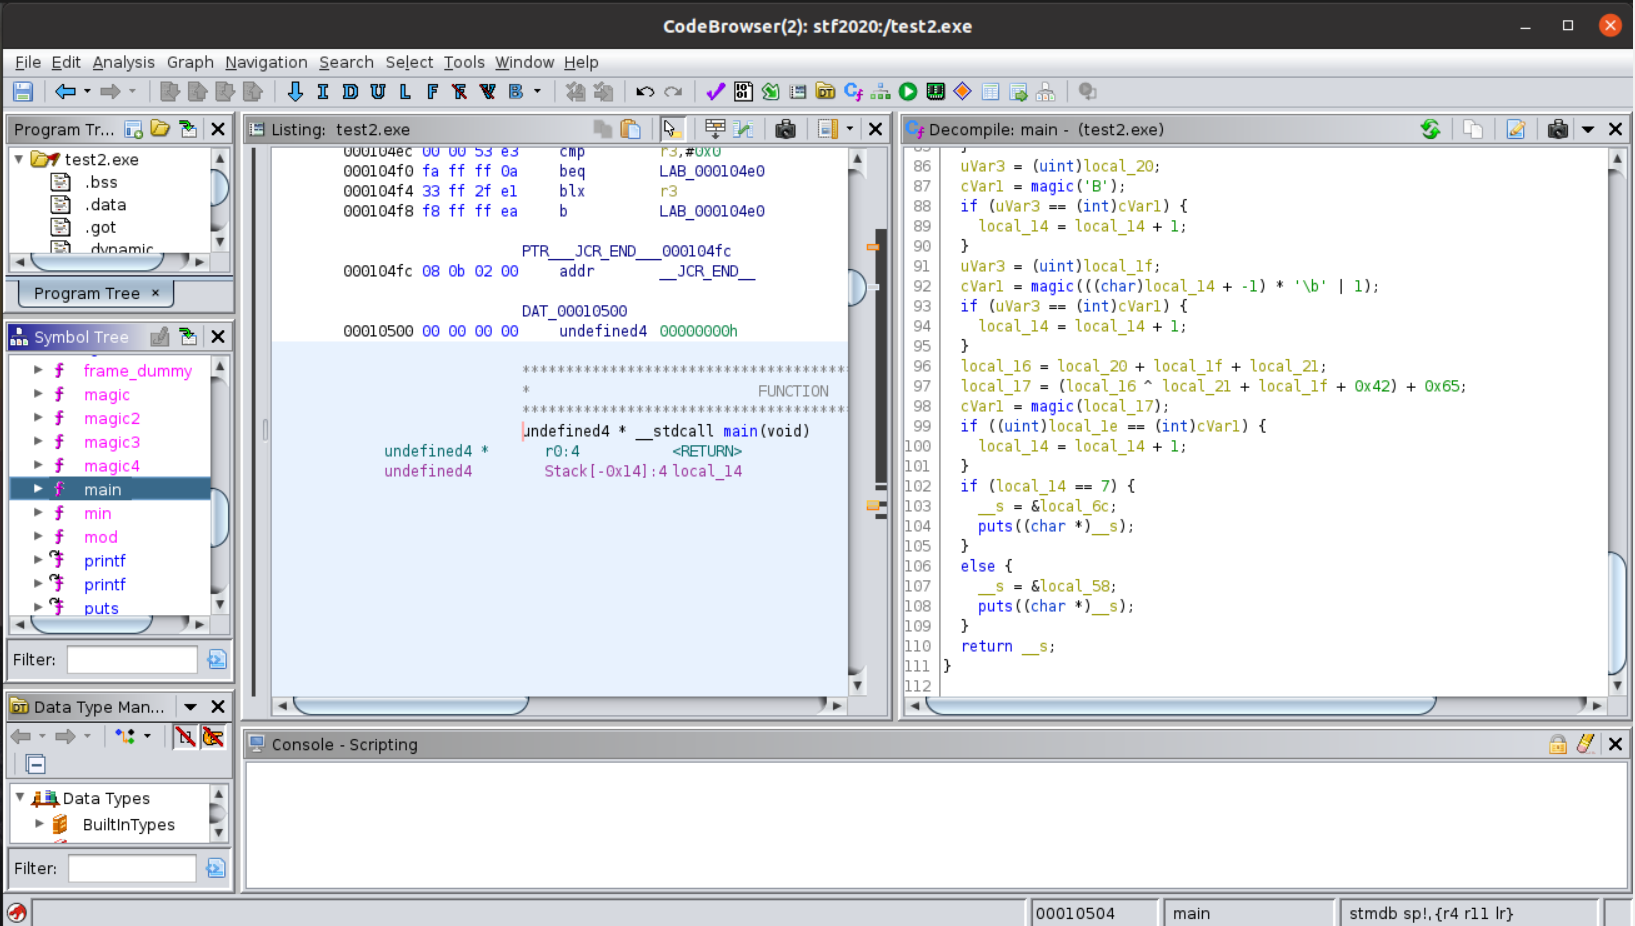 CodeBrowser(2): stf2020:/test2.exe
File Edit Analysis Graph Navigation Search Select Tools Window Help
I D U L F B
Program Tr...
test2.exe
.bss
.data
.got
.dynamic
Program Tree ×
Symbol Tree
frame_dummy
magic
magic2
magic3
magic4
main
min
mod
printf
printf
puts
Filter:
DT Data Type Man...
Data Types
BuiltInTypes
Filter:
Listing: test2.exe
000104ec 00 00 53 e3 cmp r3,#0x0
000104f0 fa ff ff 0a beq LAB_000104e0
000104f4 33 ff 2f e1 blx r3
000104f8 f8 ff ff ea b LAB_000104e0
PTR___JCR_END___000104fc
000104fc 08 0b 02 00 addr __JCR_END__
DAT_00010500
00010500 00 00 00 00 undefined4 00000000h
*************************************
* FUNCTION
*************************************
undefined4 * __stdcall main(void)
undefined4 * r0:4 <RETURN>
undefined4 Stack[-0x14]:4 local_14
Decompile: main - (test2.exe)
85 }
86 uVar3 = (uint)local_20;
87 cVar1 = magic('B');
88 if (uVar3 == (int)cVar1) {
89 local_14 = local_14 + 1;
90 }
91 uVar3 = (uint)local_1f;
92 cVar1 = magic(((char)local_14 + -1) * '\b' | 1);
93 if (uVar3 == (int)cVar1) {
94 local_14 = local_14 + 1;
95 }
96 local_16 = local_20 + local_1f + local_21;
97 local_17 = (local_16 ^ local_21 + local_1f + 0x42) + 0x65;
98 cVar1 = magic(local_17);
99 if ((uint)local_1e == (int)cVar1) {
100 local_14 = local_14 + 1;
101 }
102 if (local_14 == 7) {
103 __s = &local_6c;
104 puts((char *)__s);
105 }
106 else {
107 __s = &local_58;
108 puts((char *)__s);
109 }
110 return __s;
111 }
112
Console - Scripting
00010504 main stmdb sp!,{r4 r11 lr}